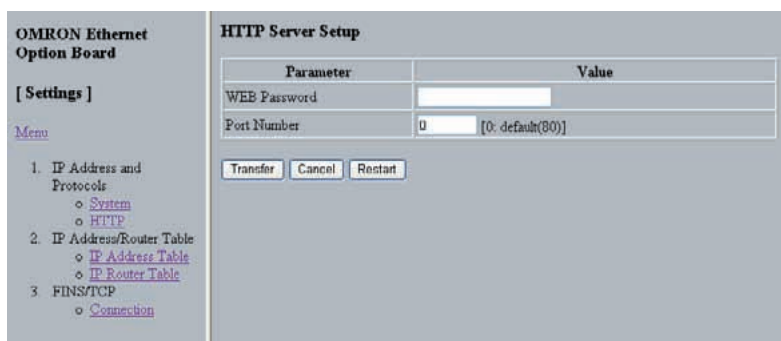 OMRON Ethernet
Option Board
[ Settings ]
Menu
1. IP Address and
Protocols
System
HTTP
2. IP Address/Router Table
IP Address Table
IP Router Table
3. FINS/TCP
Connection
HTTP Server Setup
Parameter Value
WEB Password
Port Number 0 [0: default(80)]
Transfer Cancel Restart